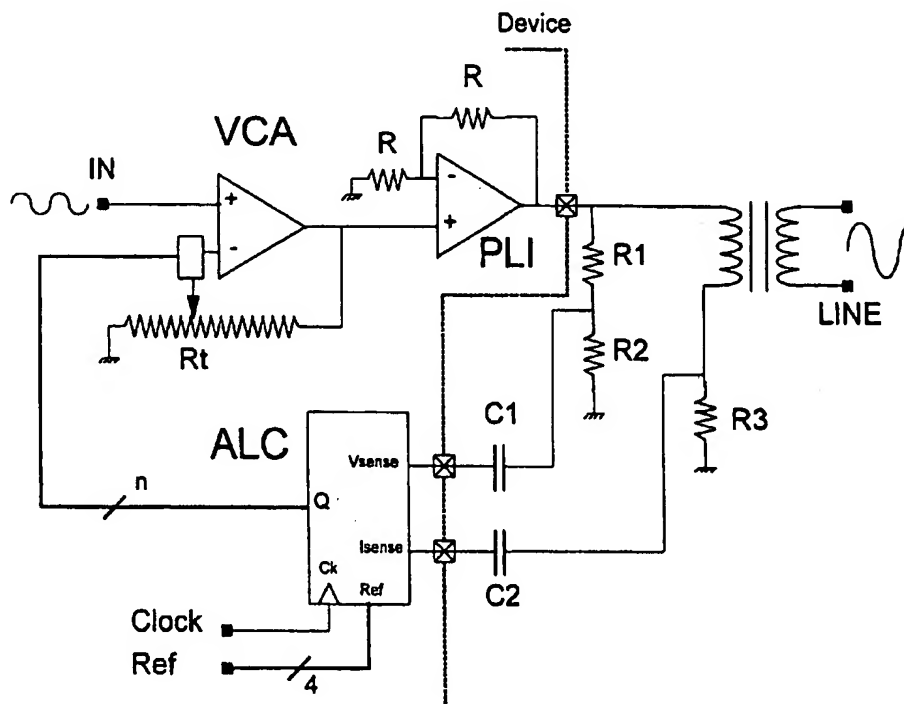 Device
R
VCA
R
IN
+
-
-
+
PLI
R1
LINE
Rt
R2
C1
R3
ALC
Vsense
n
Q
Isense
Ck
Ref
C2
Clock
Ref
4